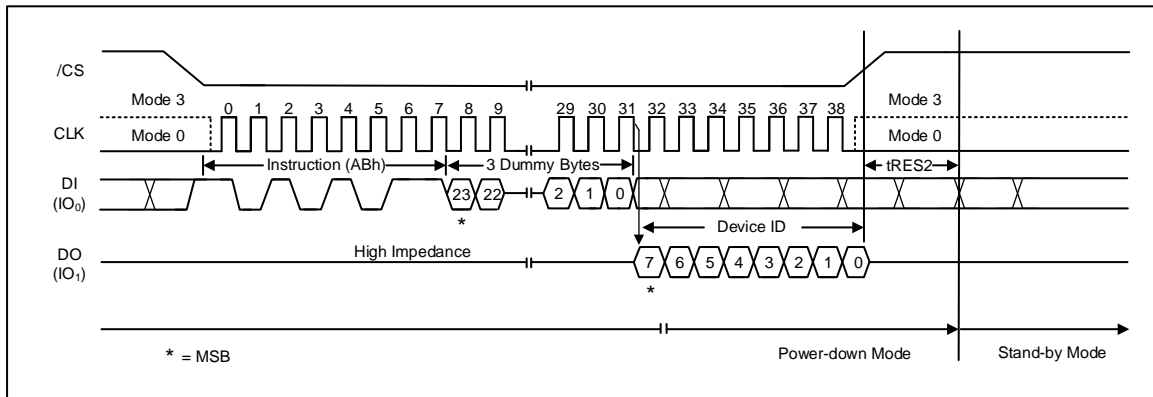 /CS
Mode 3 0 1 2 3 4 5 6 7 8 9 29 30 31 32 33 34 35 36 37 38 Mode 3
CLK Mode 0 Mode 0
Instruction (ABh) 3 Dummy Bytes tRES2
DI
(IO0) 23 22 2 1 0
* Device ID
High Impedance
DO
(IO1) 7 6 5 4 3 2 1 0
*
* = MSB Power-down Mode Stand-by Mode